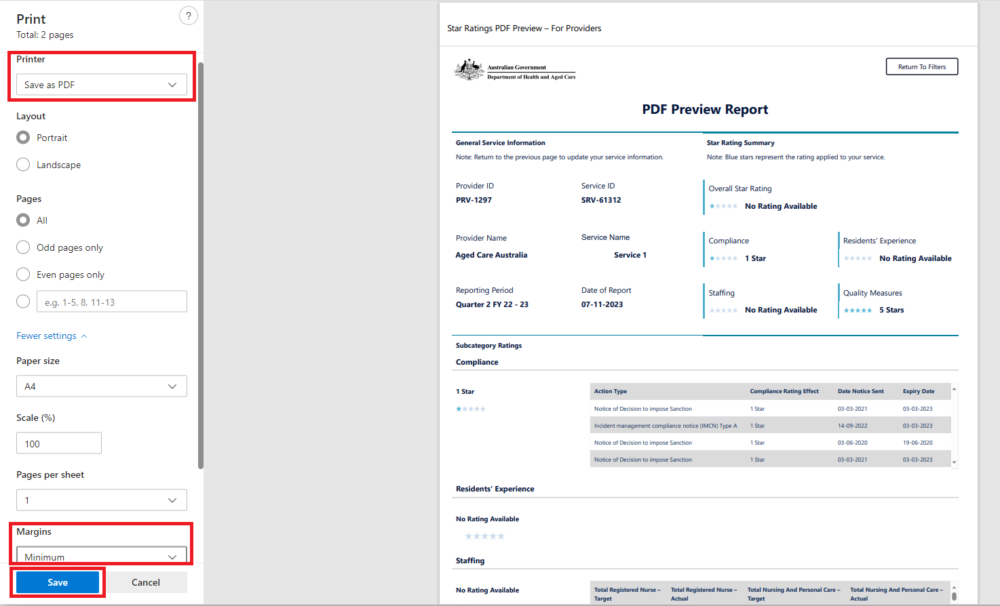 Print
?
Total: 2 pages
Printer
Save as PDF
Layout
Portrait
Landscape
Pages
All
Odd pages only
Even pages only
e.g. 1-5, 8, 11-13
Fewer settings
Paper size
A4
Scale (%)
100
Pages per sheet
1
Margins
Minimum
Save
Cancel
Star Ratings PDF Preview – For Providers
Australian Government
Department of Health and Aged Care
Return To Filters
PDF Preview Report
General Service Information
Note: Return to the previous page to update your service information.
Provider ID
Service ID
PRV-1297
SRV-61312
Provider Name
Service Name
Aged Care Australia
Service 1
Reporting Period
Date of Report
Quarter 2 FY 22 - 23
07-11-2023
Star Rating Summary
Note: Blue stars represent the rating applied to your service.
Overall Star Rating
No Rating Available
Compliance
1 Star
Residents' Experience
No Rating Available
Staffing
No Rating Available
Quality Measures
5 Stars
Subcategory Ratings
Compliance
1 Star
Action Type Compliance Rating Effect Date Notice Sent Expiry Date
Notice of Decision to impose Sanction 1 Star 03-03-2021 03-03-2023
Incident management compliance notice (IMCN) Type A 1 Star 14-09-2022 03-03-2023
Notice of Decision to impose Sanction 1 Star 03-06-2020 19-06-2020
Notice of Decision to impose Sanction 1 Star 03-03-2021 03-03-2023
Residents' Experience
No Rating Available
Staffing
No Rating Available
Total Registered Nurse – Total Registered Nurse – Total Nursing And Personal Care – Total Nursing And Personal Care –
Target Actual Target Actual